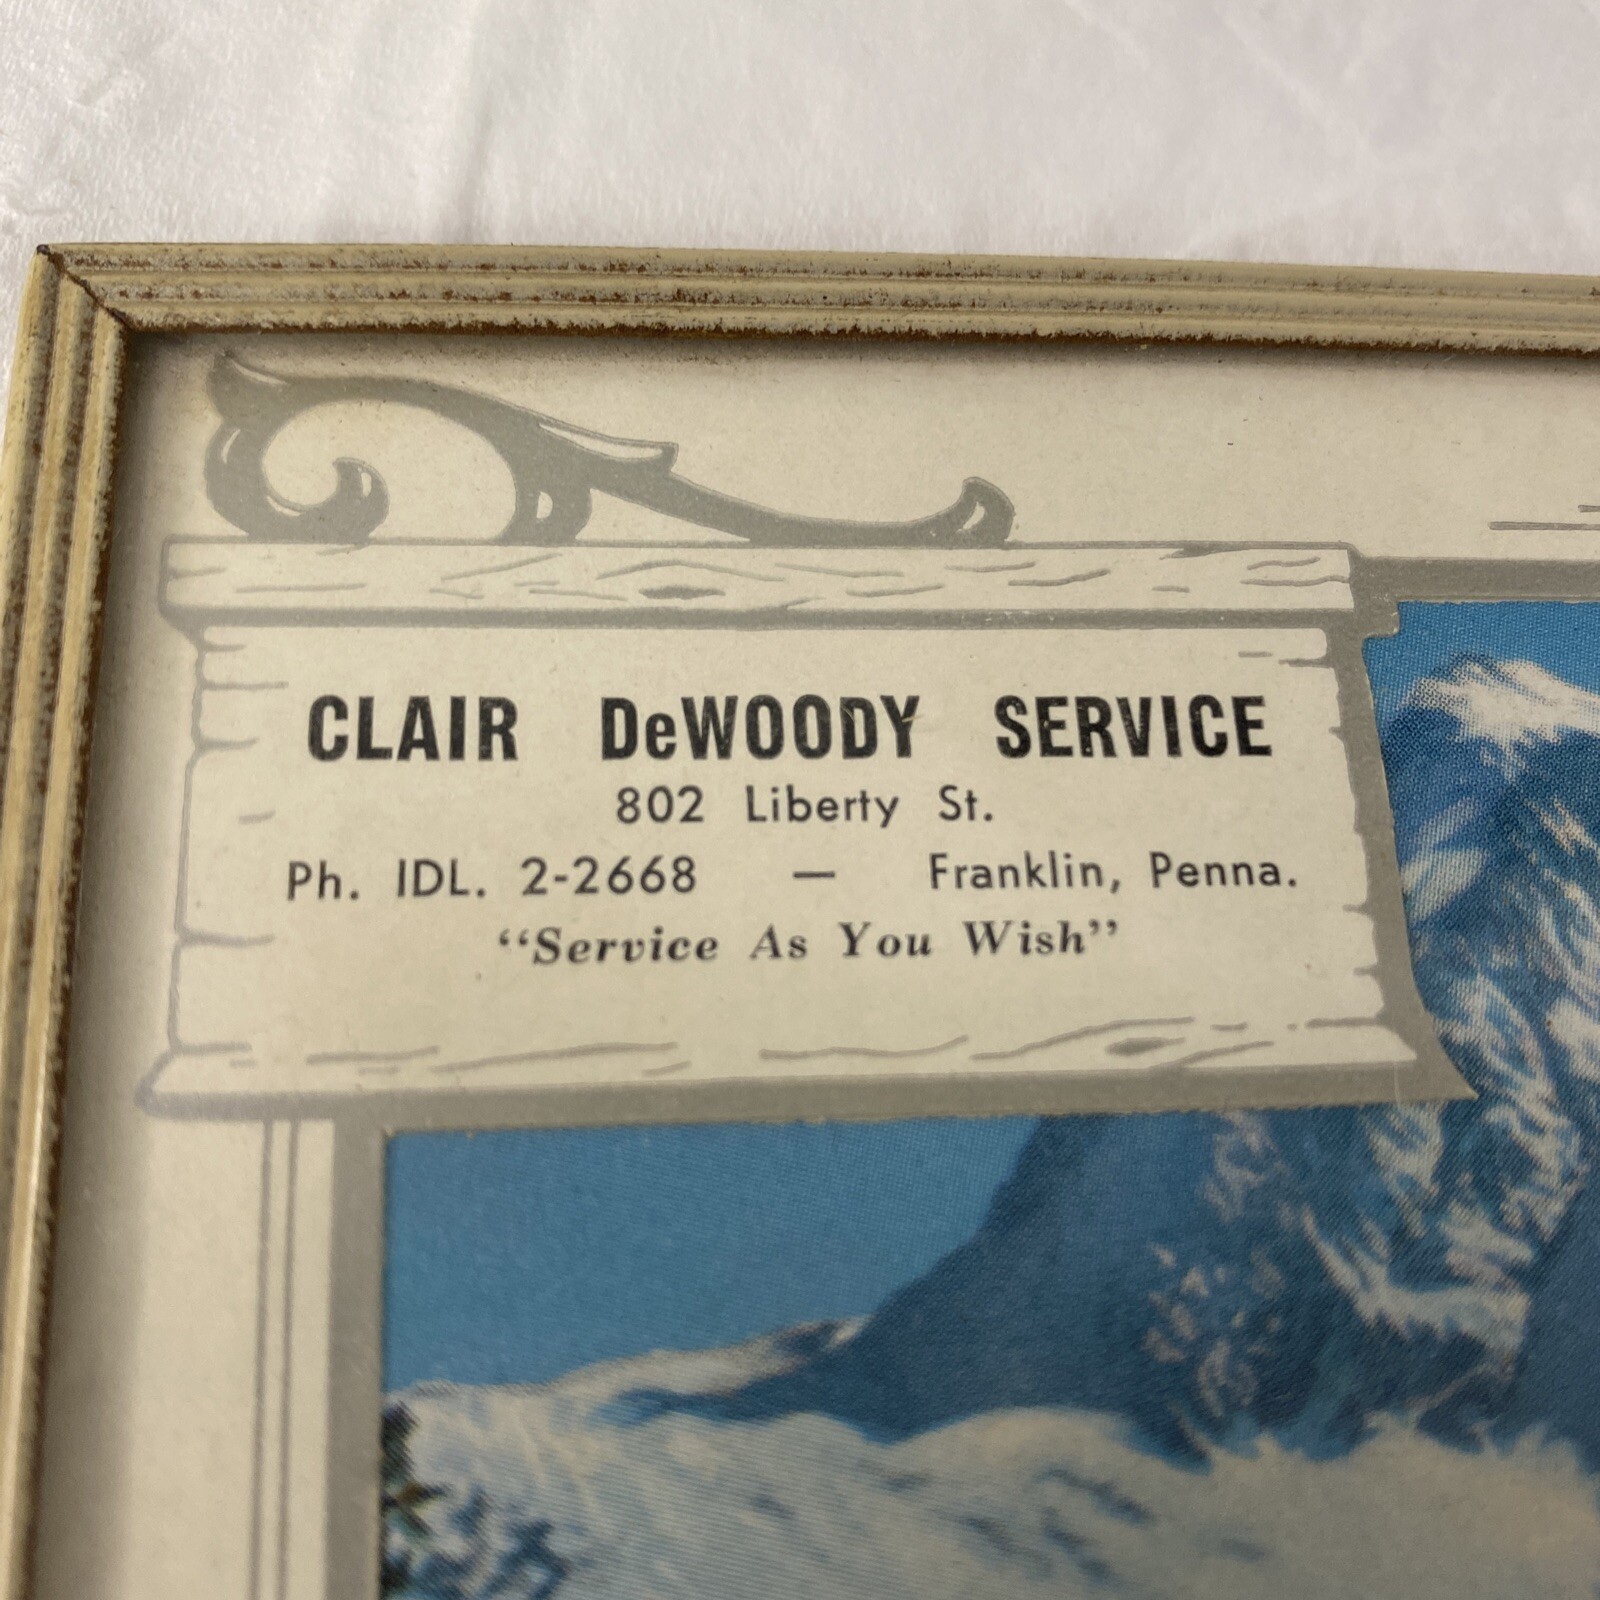 CLAIR DeWOODY SERVICE
802 Liberty St.
Ph. IDL. 2-2668 — Franklin, Penna.
“Service As You Wish”